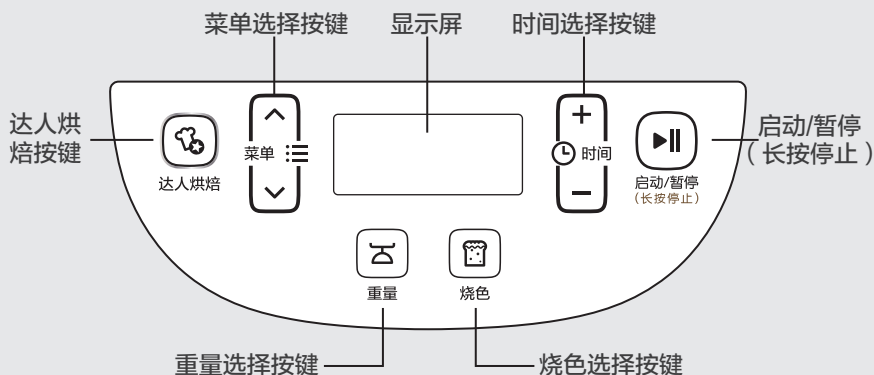 菜单选择按键
显示屏
时间选择按键
达人烘
焙按键
启动/暂停
（长按停止）
菜单
时间
达人烘焙
启动/暂停
(长按停止)
重量
烧色
重量选择按键
烧色选择按键